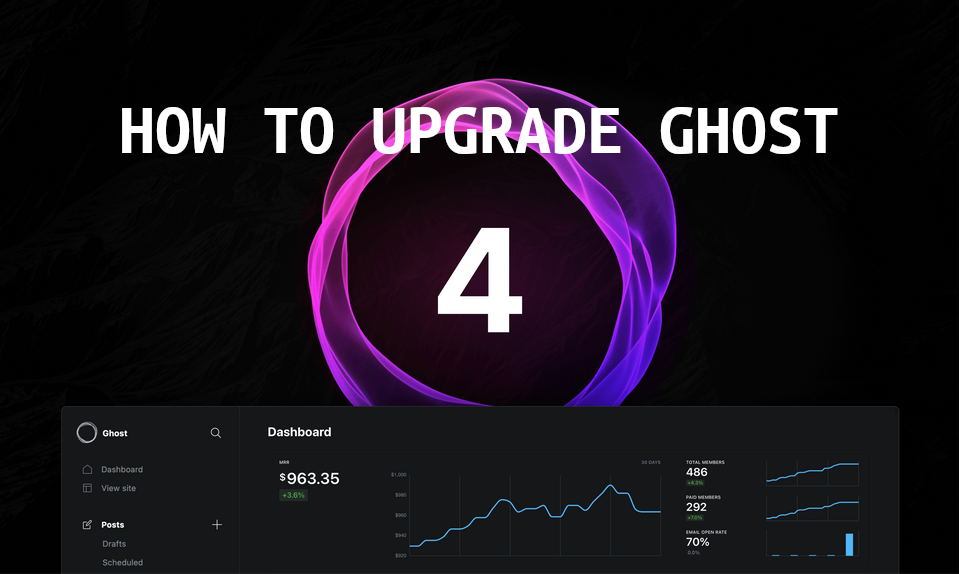 HOW TO UPGRADE GHOST
4
Ghost
Dashboard
View site
Posts
Drafts
Scheduled
Dashboard
MRR
$963.35
+3.6%
30 DAYS
$1,000
$980
$960
$940
$920
TOTAL MEMBERS
486
+4.3%
PAID MEMBERS
292
+7.0%
EMAIL OPEN RATE
70%
0.0%